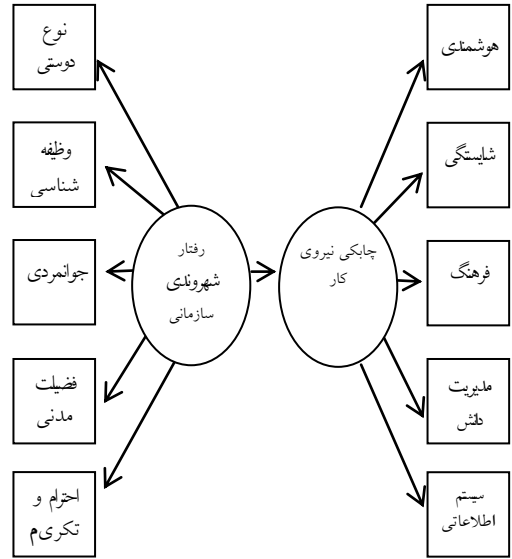 نوع
دوستی
وظیفه
شناسی
جوانمردی
فضیلت
مدنی
احترام و
تکریم
رفتار
شهروندی
سازمانی
چابکی نیروی
کار
هوشمندی
شایستگی
فرهنگ
مدیریت
دانش
سیستم
اطلاعاتی